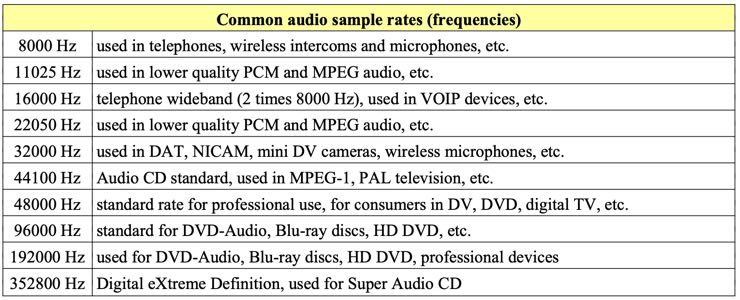 Common audio sample rates (frequencies)
8000 Hz used in telephones, wireless intercoms and microphones, etc.
11025 Hz used in lower quality PCM and MPEG audio, etc.
16000 Hz telephone wideband (2 times 8000 Hz), used in VOIP devices, etc.
22050 Hz used in lower quality PCM and MPEG audio, etc.
32000 Hz used in DAT, NICAM, mini DV cameras, wireless microphones, etc.
44100 Hz Audio CD standard, used in MPEG-1, PAL television, etc.
48000 Hz standard rate for professional use, for consumers in DV, DVD, digital TV, etc.
96000 Hz standard for DVD-Audio, Blu-ray discs, HD DVD, etc.
192000 Hz used for DVD-Audio, Blu-ray discs, HD DVD, professional devices
352800 Hz Digital eXtreme Definition, used for Super Audio CD